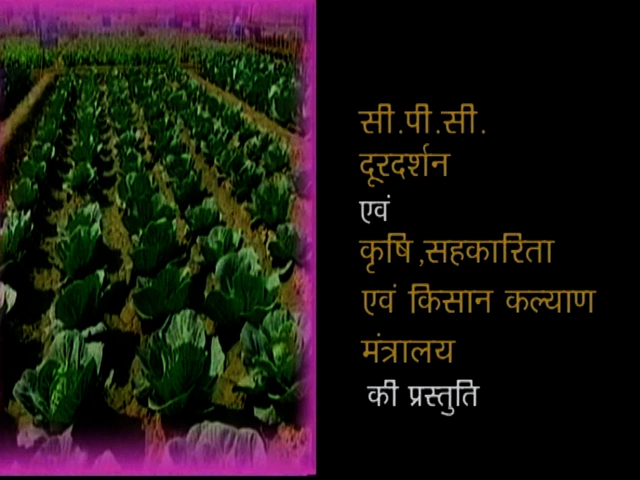 सी.पी.सी.
दूरदर्शन
एवं
कृषि,सहकारिता
एवं किसान कल्याण
मंत्रालय
की प्रस्तुति